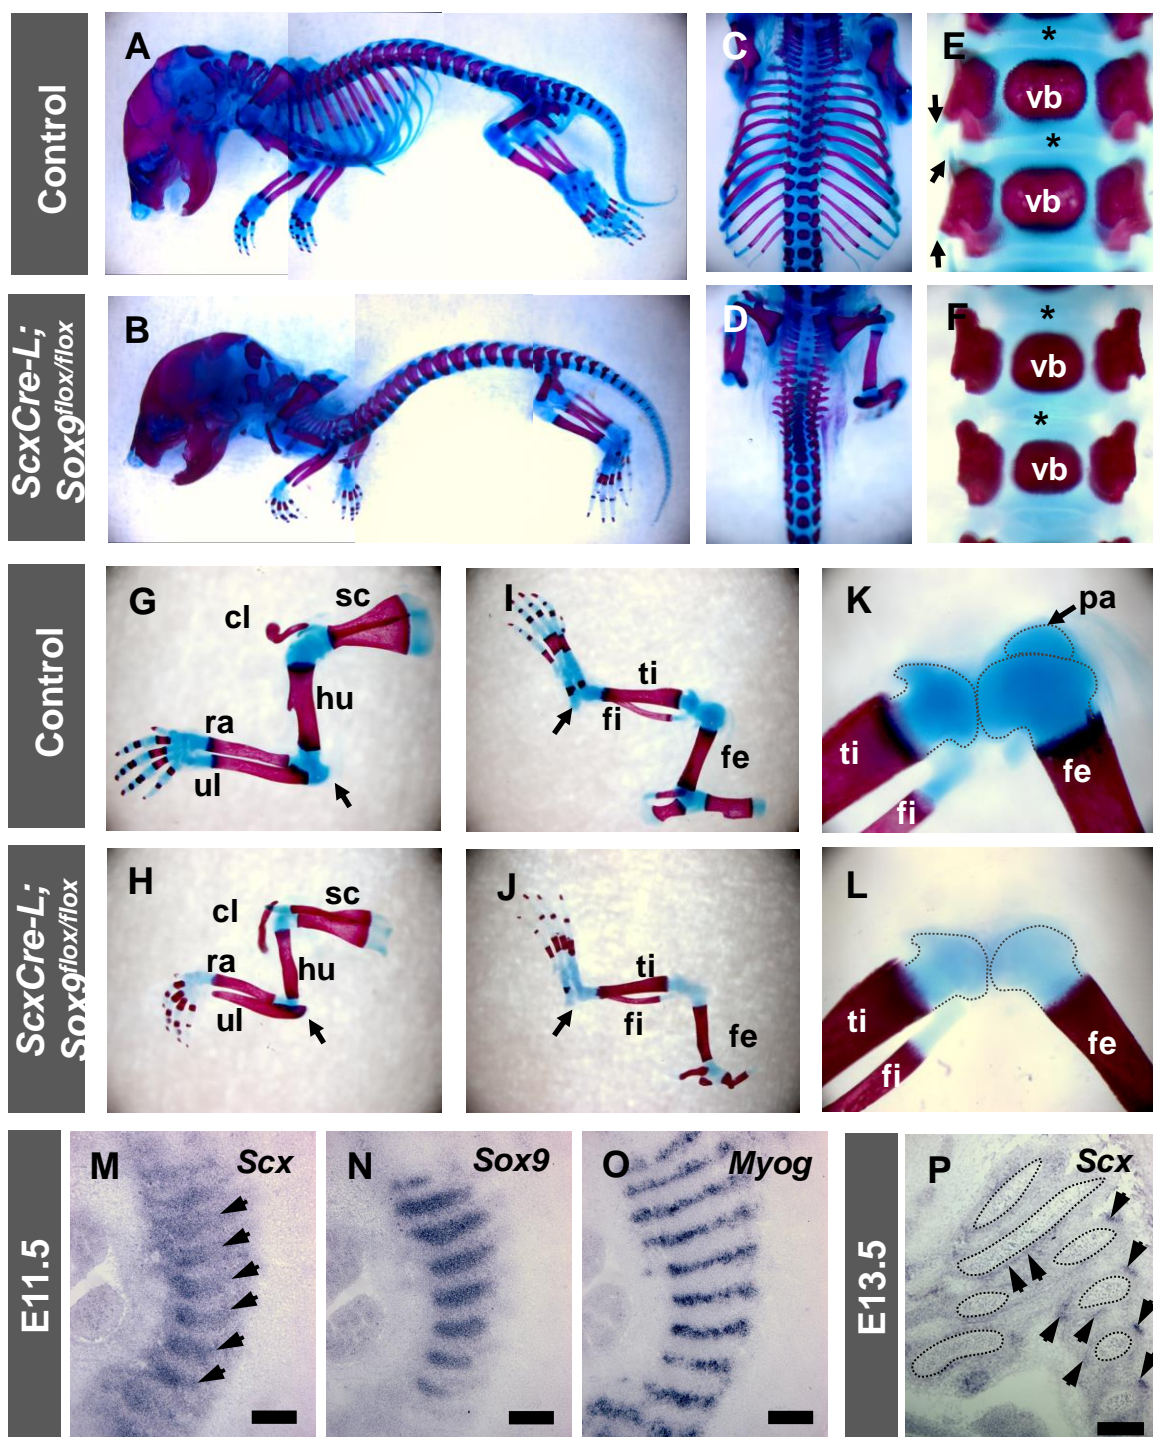 Control
A
C
E
*
vb
*
vb
ScxCre-L;
Sox9flox/flox
B
D
F
*
vb
*
vb
Control
G
cl
sc
hu
ra
ul
I
ti
fi
fe
K
pa
ti
fe
fi
ScxCre-L;
Sox9flox/flox
H
cl
sc
ra
hu
ul
J
ti
fi
fe
L
ti
fe
fi
E11.5
M
Scx
N
Sox9
O
Myog
E13.5
P
Scx